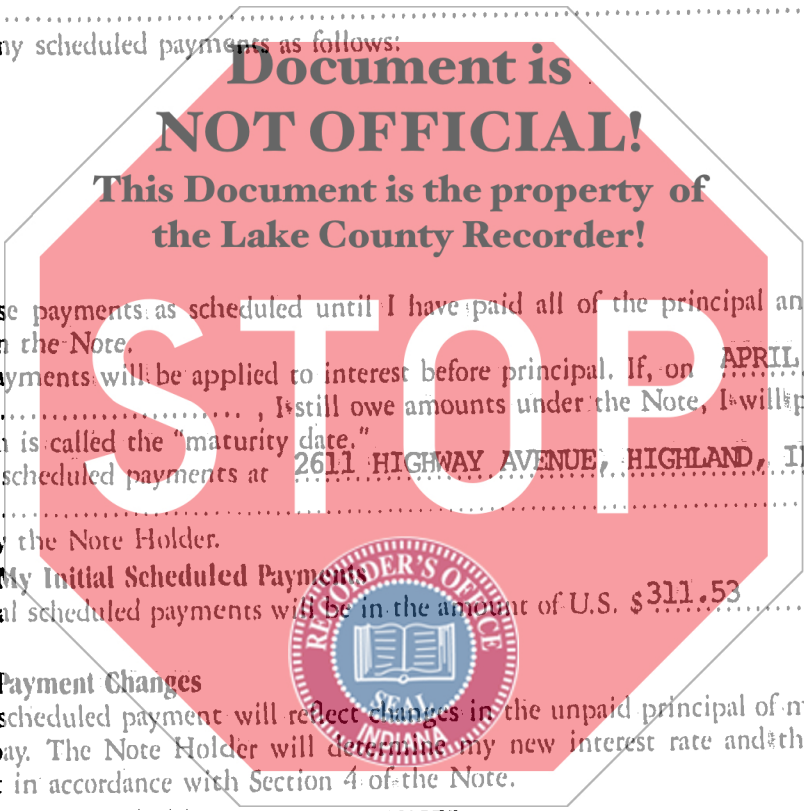 ny scheduled payments as follows:
Document is
NOT OFFICIAL!
This Document is the property of
the Lake County Recorder!
se payments as scheduled until I have paid all of the principal an
n the Note.
ayments will be applied to interest before principal. If, on APRIL
, I still owe amounts under the Note, I will p
n is called the "maturity date."
scheduled payments at 2611 HIGHWAY AVENUE, HIGHLAND, I
STOP
y the Note Holder.
My Initial Scheduled Payments
al scheduled payments will be in the amount of U.S. $311.53
RECORDER'S OFFICE
SEAL
INDIANA
Payment Changes
scheduled payment will reflect changes in the unpaid principal of m
pay. The Note Holder will determine my new interest rate and th
t in accordance with Section 4 of the Note.